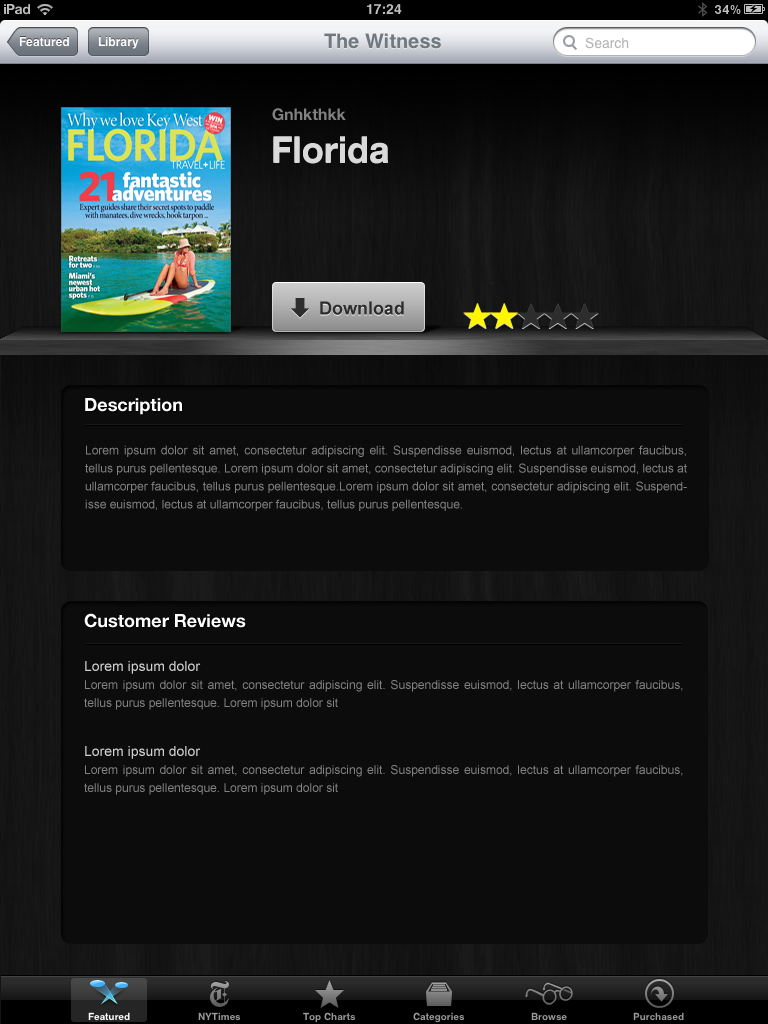 iPad 17:24 34%
Featured Library The Witness Search
Gnhkthkk
Florida
Why we love Key West
WIN
FLORIDA
TRAVEL+LIFE
21 fantastic
adventures
Expert guides share their secret spots to paddle
with manatees, dive wrecks, hook tarpon ...
Retreats
for two
Miami's
newest
urban hot
spots
Download
Description
Lorem ipsum dolor sit amet, consectetur adipiscing elit. Suspendisse euismod, lectus at ullamcorper faucibus,
tellus purus pellentesque. Lorem ipsum dolor sit amet, consectetur adipiscing elit. Suspendisse euismod, lectus at
ullamcorper faucibus, tellus purus pellentesque.Lorem ipsum dolor sit amet, consectetur adipiscing elit. Suspend-
isse euismod, lectus at ullamcorper faucibus, tellus purus pellentesque.
Customer Reviews
Lorem ipsum dolor
Lorem ipsum dolor sit amet, consectetur adipiscing elit. Suspendisse euismod, lectus at ullamcorper faucibus,
tellus purus pellentesque. Lorem ipsum dolor sit
Lorem ipsum dolor
Lorem ipsum dolor sit amet, consectetur adipiscing elit. Suspendisse euismod, lectus at ullamcorper faucibus,
tellus purus pellentesque. Lorem ipsum dolor sit
Featured NYTimes Top Charts Categories Browse Purchased